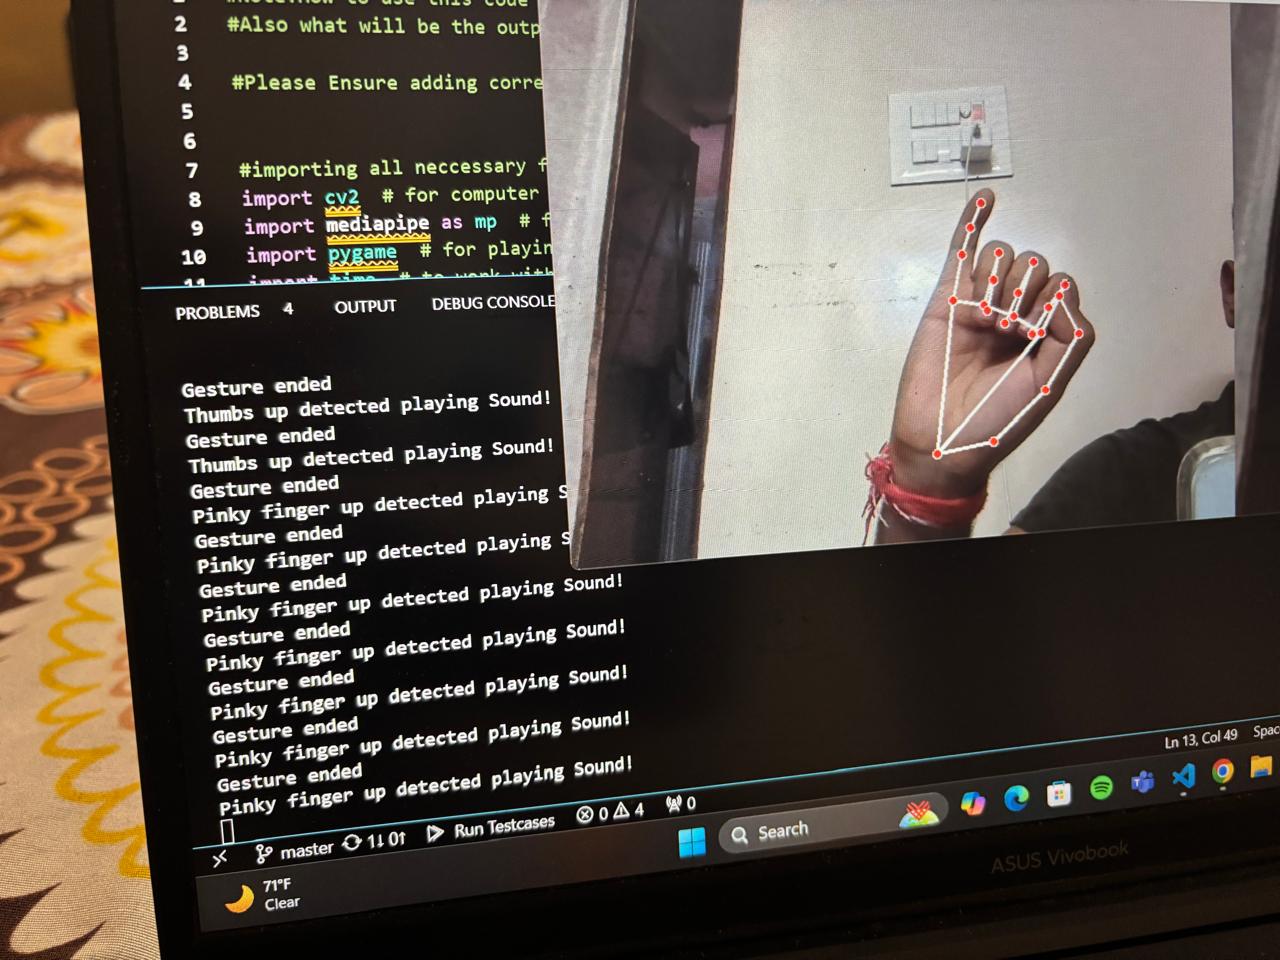 2 #Also what will be the outp
3
4 #Please Ensure adding corre
5
6
7 #importing all neccessary f
8 import cv2 # for computer
9 import mediapipe as mp # f
10 import pygame # for playin
11 import time # to work with
PROBLEMS 4 OUTPUT DEBUG CONSOLE
Gesture ended
Thumbs up detected playing Sound!
Gesture ended
Thumbs up detected playing Sound!
Gesture ended
Pinky finger up detected playing S
Gesture ended
Pinky finger up detected playing S
Gesture ended
Pinky finger up detected playing Sound!
Gesture ended
Pinky finger up detected playing Sound!
Gesture ended
Pinky finger up detected playing Sound!
Gesture ended
Pinky finger up detected playing Sound!
Gesture ended
Pinky finger up detected playing Sound!
Ln 13, Col 49 Spac
master 1↓ 0↑ Run Testcases 0 4 0
Search
71°F
Clear
ASUS Vivobook